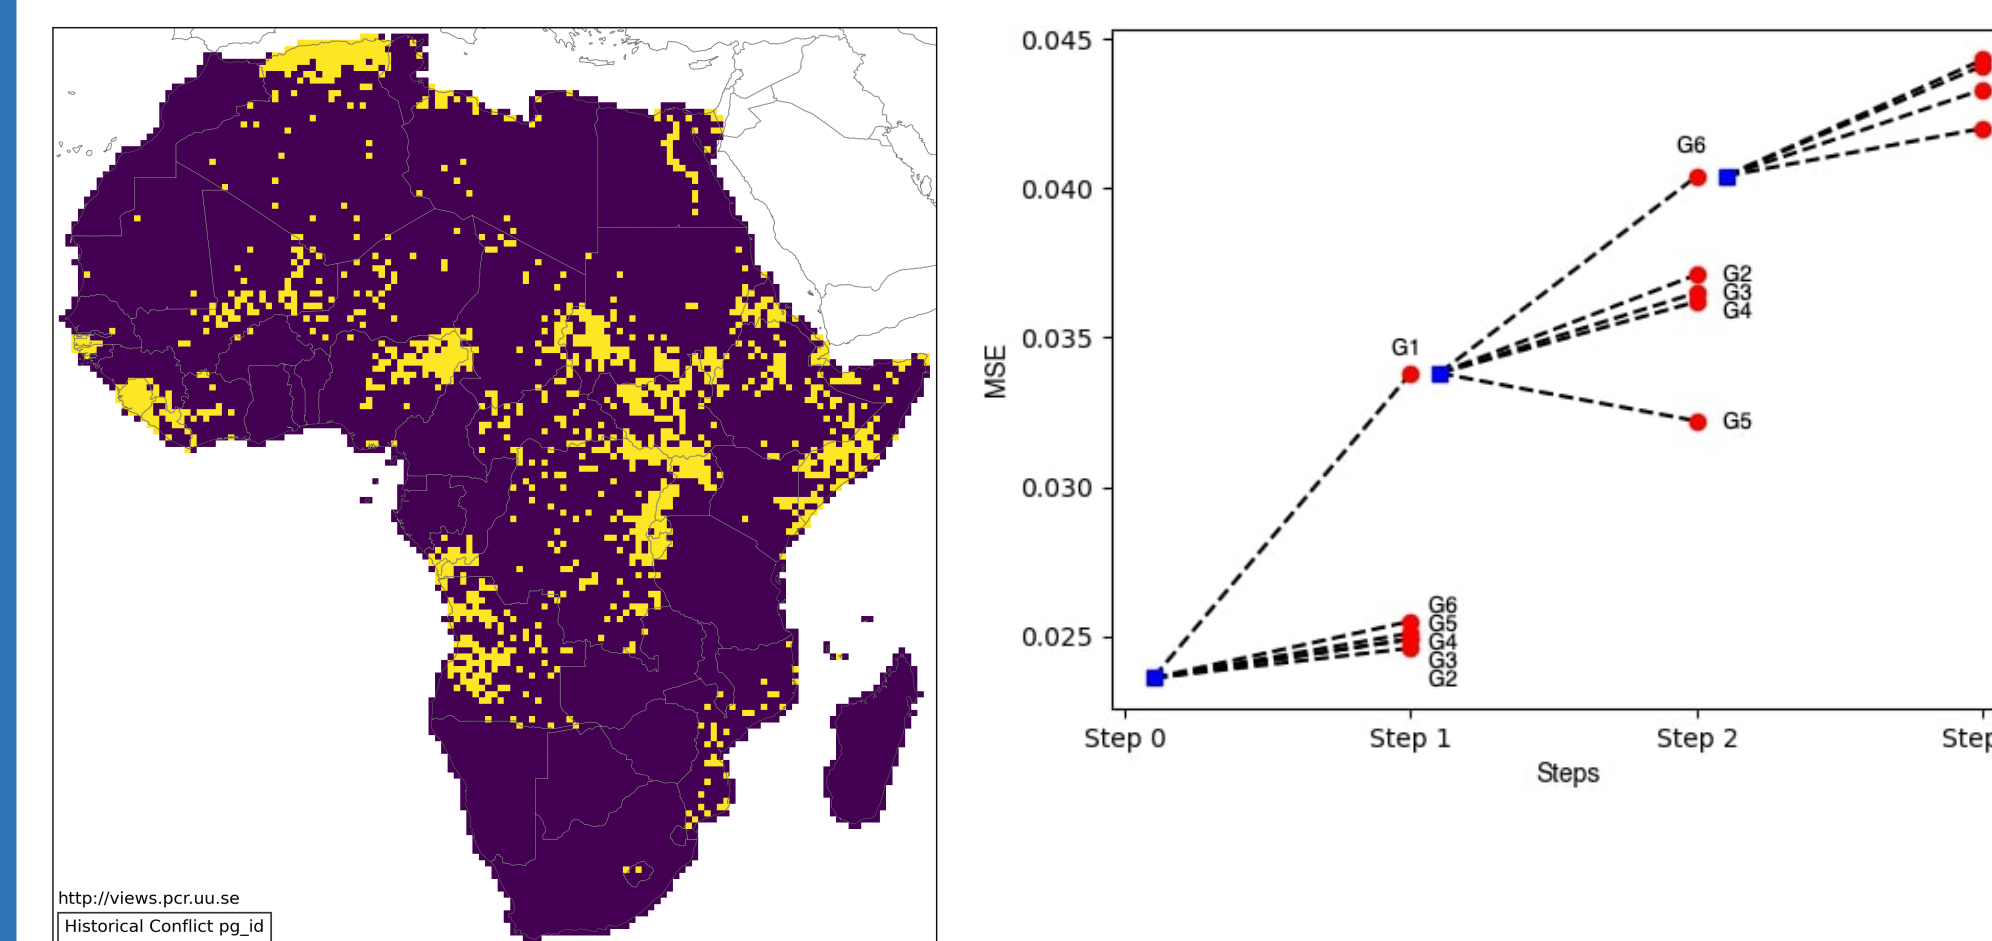 http://views.pcr.uu.se
Historical Conflict pg_id
MSE
0.045
0.040
0.035
0.030
0.025
G6
G2
G3
G4
G1
G5
G6
G5
G4
G3
G2
Step 0
Step 1
Step 2
Step
Steps